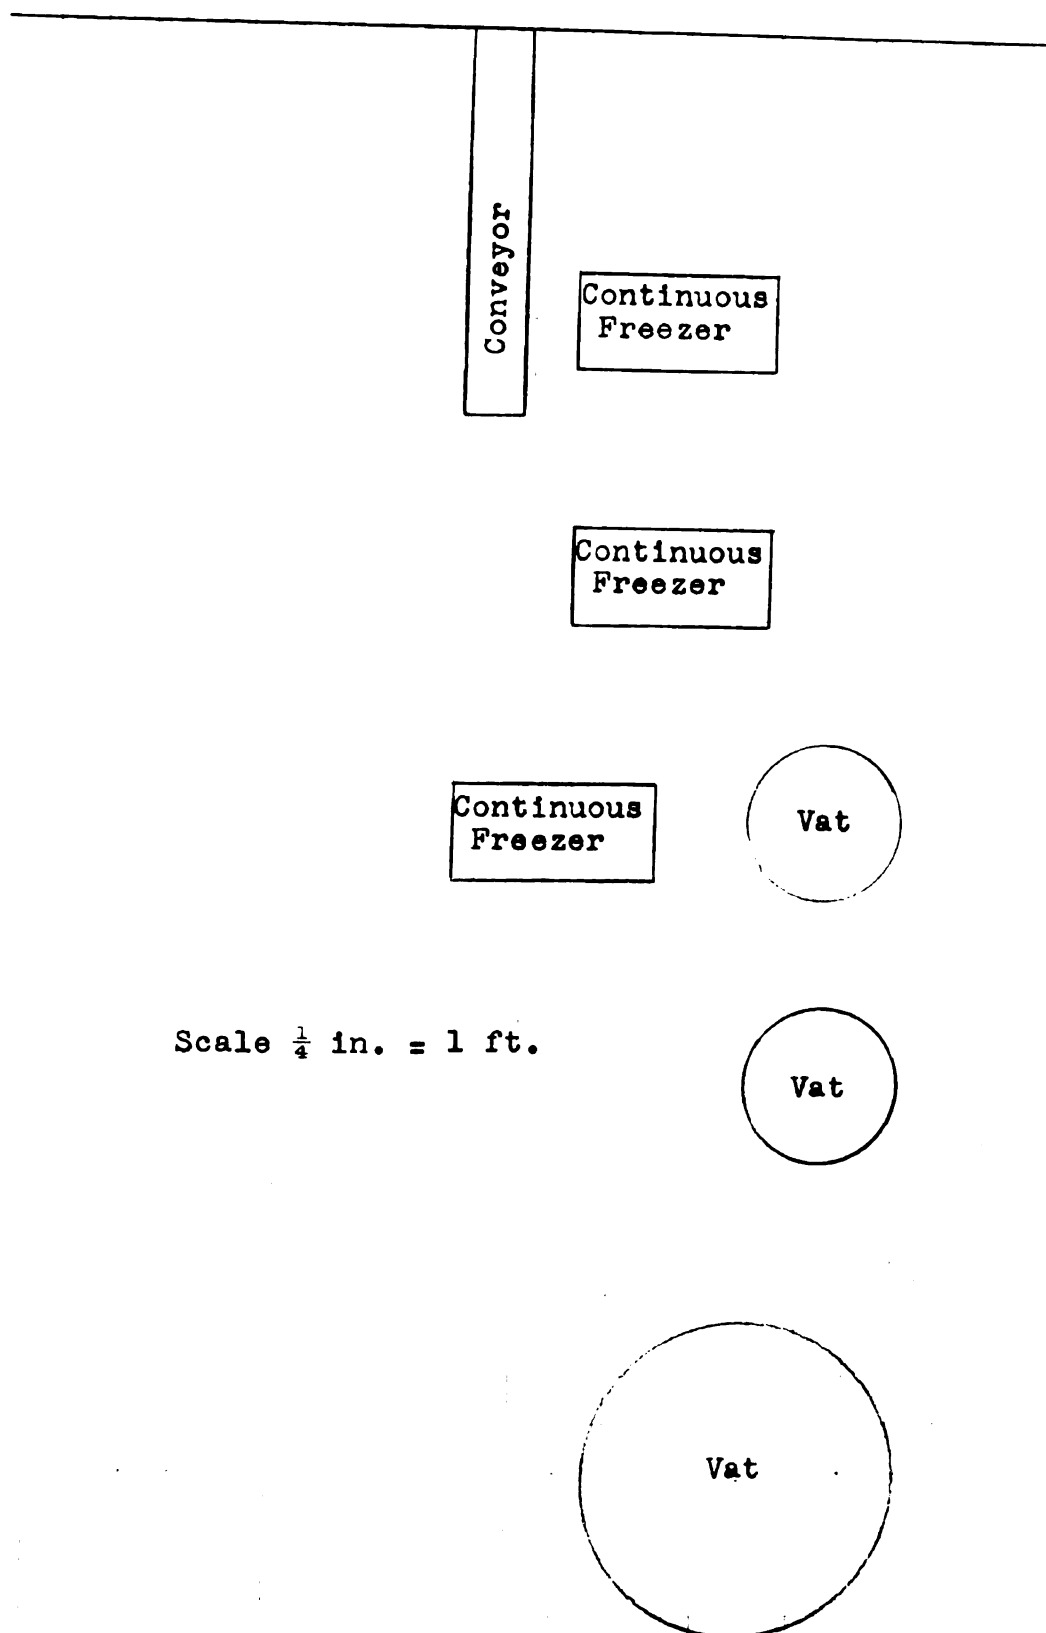 Conveyor
Continuous
Freezer
Continuous
Freezer
Continuous
Freezer
Vat
Scale ¼ in. = 1 ft.
Vat
Vat